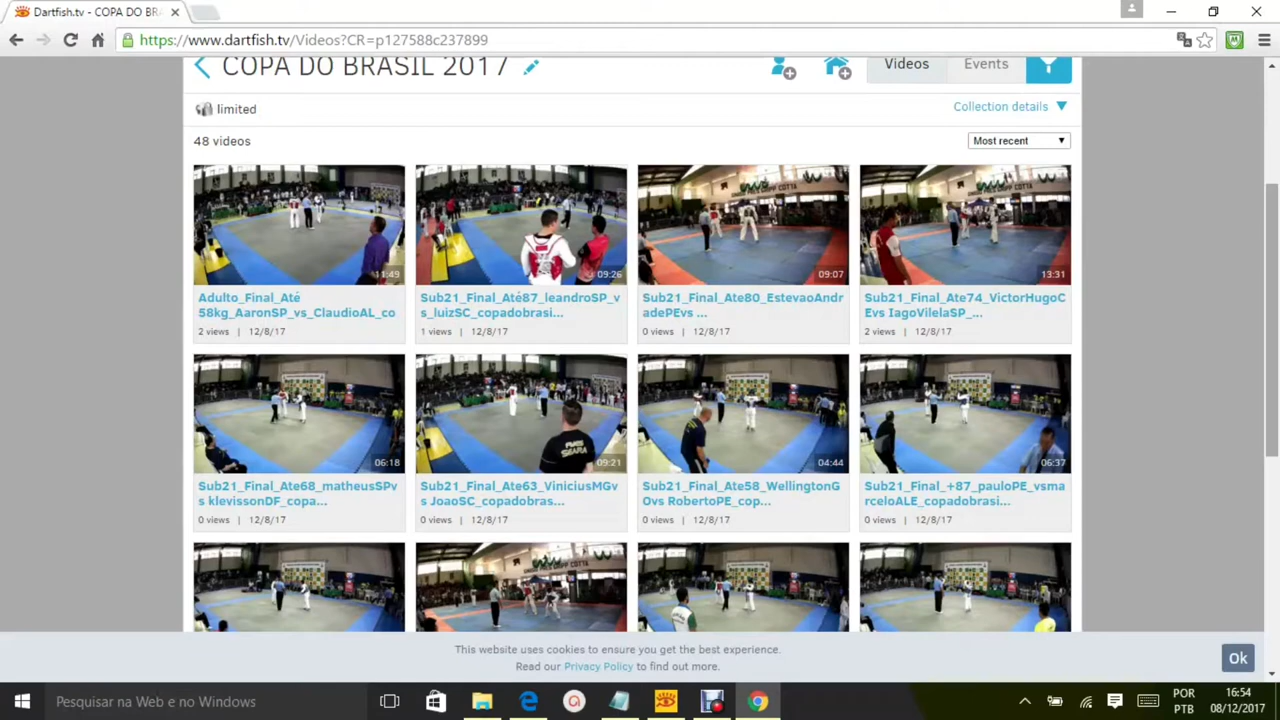 Dartfish.tv - COPA DO BRA
https://www.dartfish.tv/Videos?CR=p127588c237899
COPA DO BRASIL 2017
Videos
Events
limited
Collection details
48 videos
Most recent
11:49
09:26
09:07
13:31
Adulto_Final_Até
58kg_AaronSP_vs_ClaudioAL_co
2 views | 12/8/17
Sub21_Final_Até87_leandroSP_v
s_luizSC_copadobrasi...
1 views | 12/8/17
Sub21_Final_Ate80_EstevaoAndr
adePEvs ...
0 views | 12/8/17
Sub21_Final_Ate74_VictorHugoC
Evs IagoVilelaSP_...
2 views | 12/8/17
06:18
09:21
04:44
06:37
Sub21_Final_Ate68_matheusSPv
s klevissonDF_copa...
0 views | 12/8/17
Sub21_Final_Ate63_ViniciusMGv
s JoaoSC_copadobras...
0 views | 12/8/17
Sub21_Final_Ate58_WellingtonG
Ovs RobertoPE_cop...
0 views | 12/8/17
Sub21_Final_+87_pauloPE_vsma
rceloALE_copadobrasi...
0 views | 12/8/17
This website uses cookies to ensure you get the best experience.
Read our Privacy Policy to find out more.
Ok
Pesquisar na Web e no Windows
POR
PTB
16:54
08/12/2017